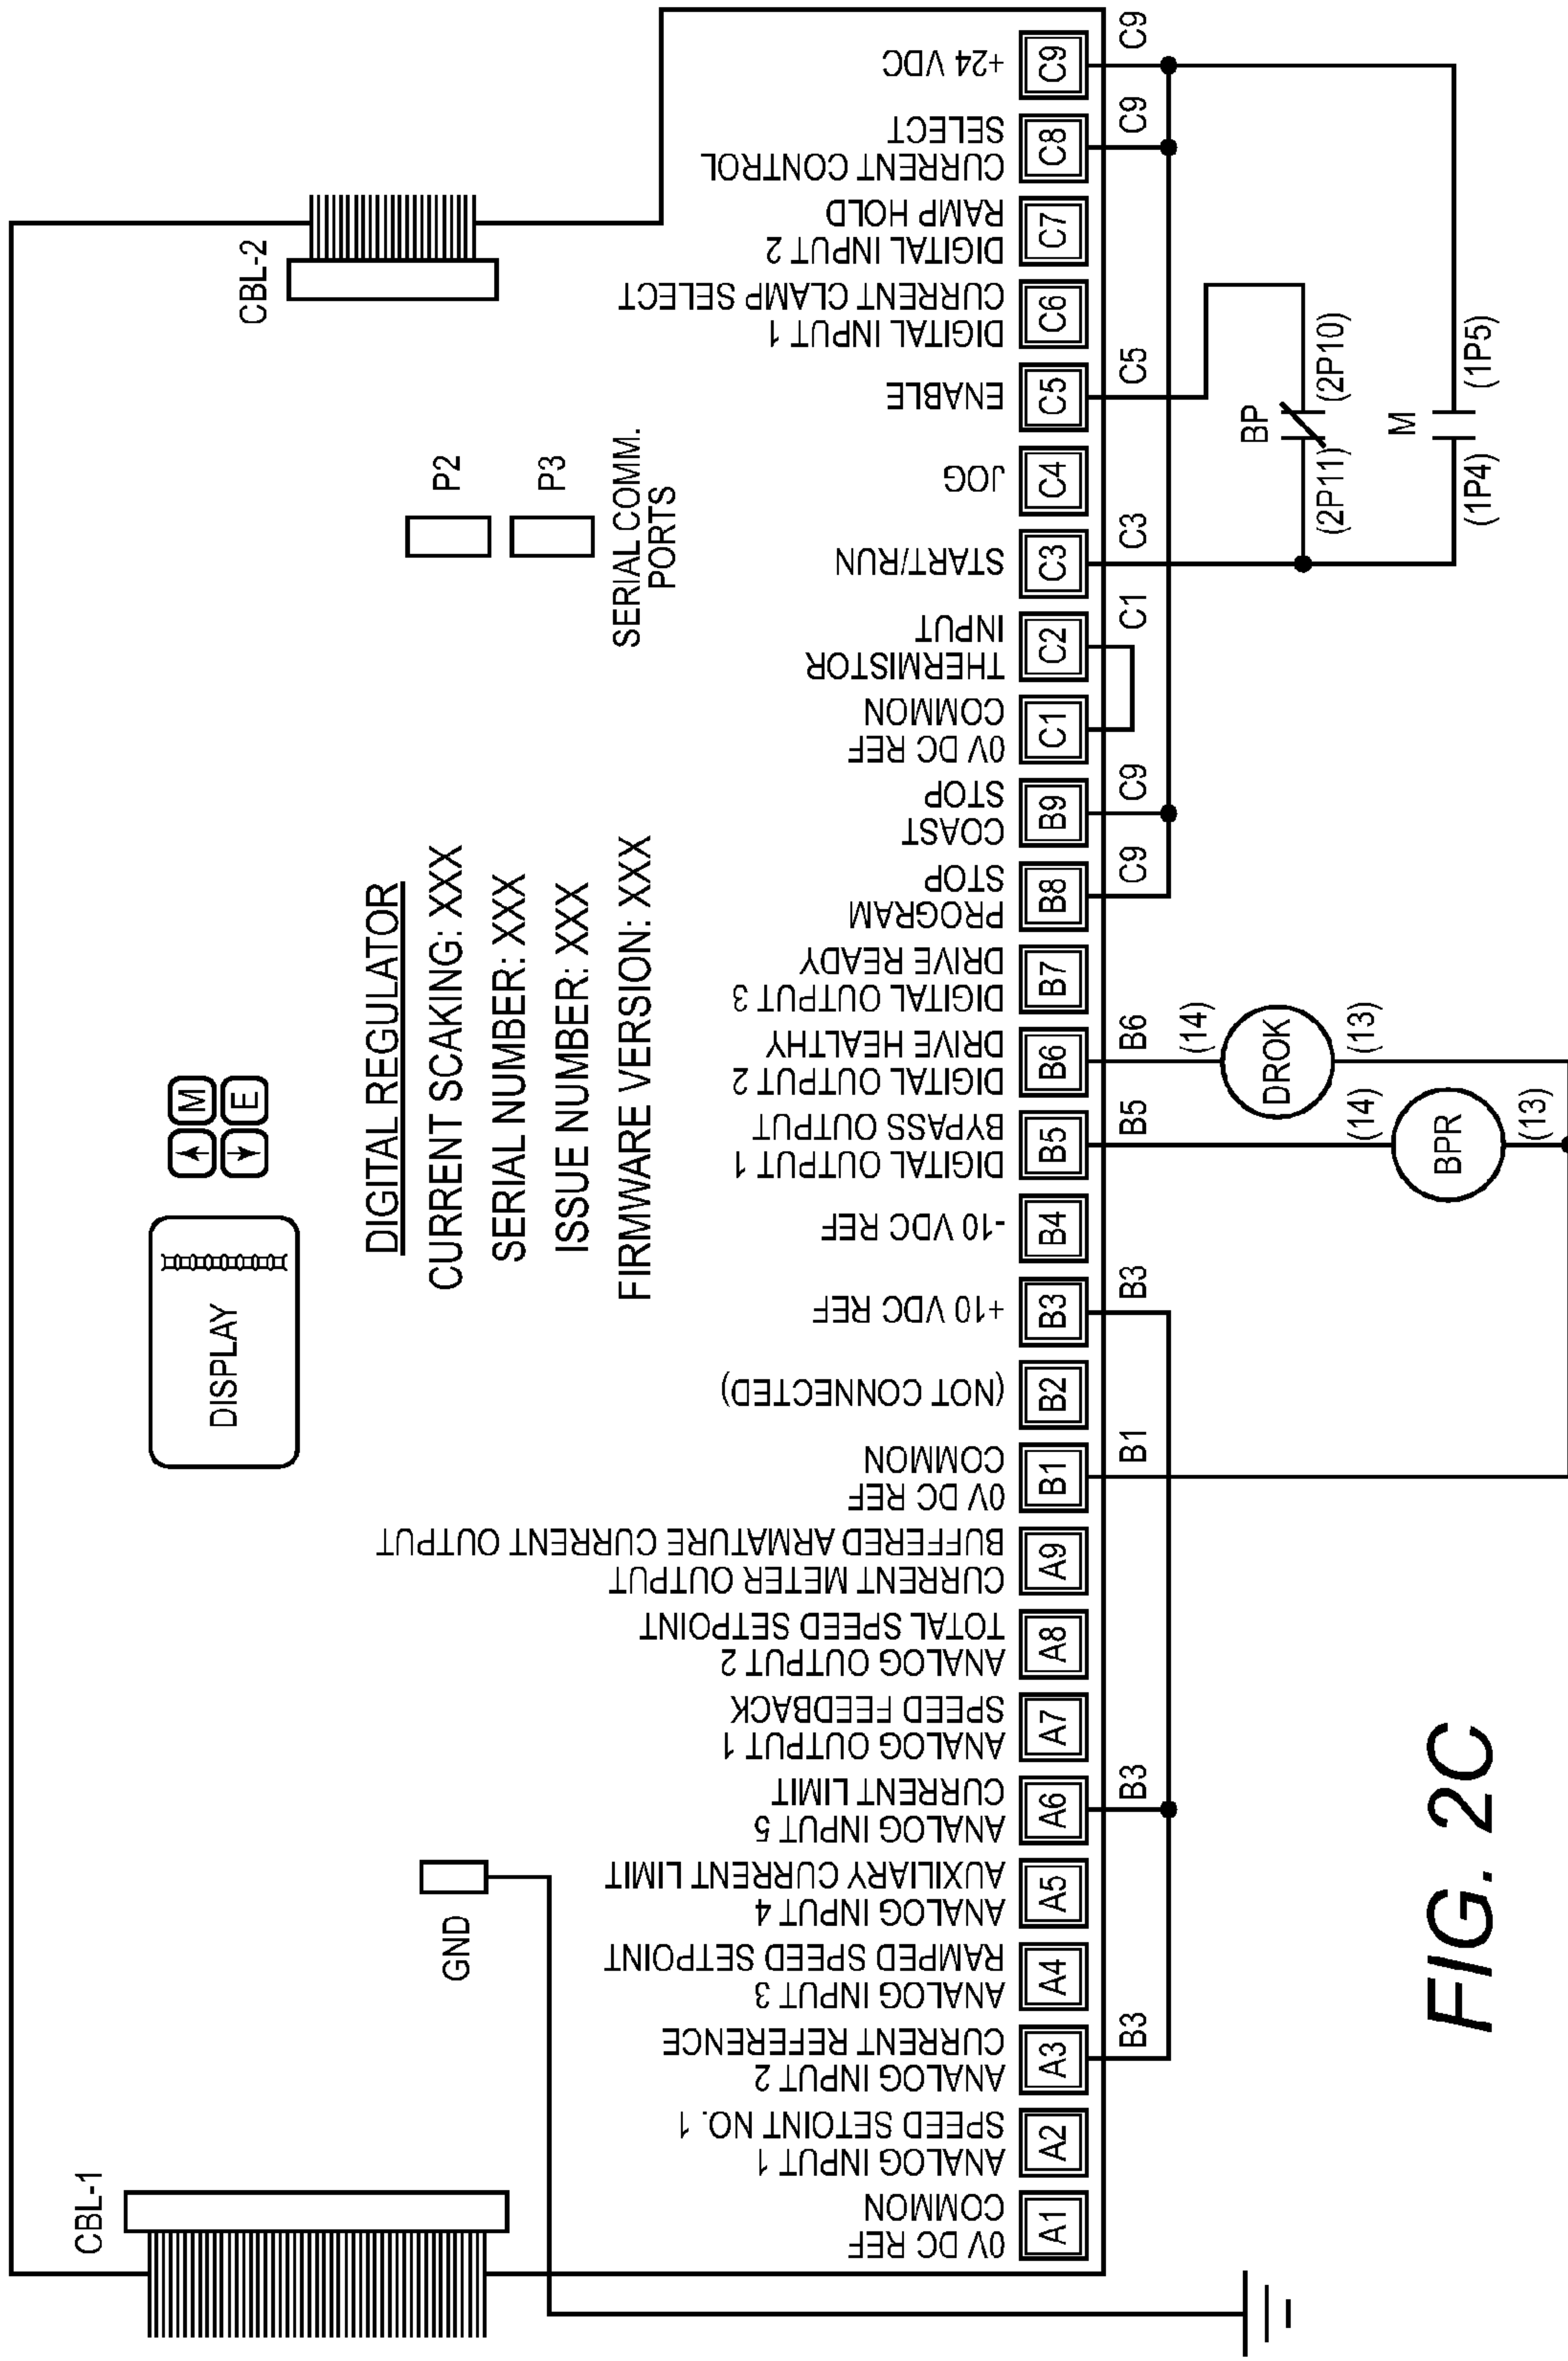 CBL-1
CBL-2
DISPLAY
M
E
DIGITAL REGULATOR
CURRENT SCAKING: XXX
SERIAL NUMBER: XXX
ISSUE NUMBER: XXX
FIRMWARE VERSION: XXX
GND
P2
P3
SERIAL COMM.
PORTS
0V DC REF
COMMON
ANALOG INPUT 1
SPEED SETOINT NO. 1
ANALOG INPUT 2
CURRENT REFERENCE
ANALOG INPUT 3
RAMPED SPEED SETPOINT
ANALOG INPUT 4
AUXILIARY CURRENT LIMIT
ANALOG INPUT 5
CURRENT LIMIT
ANALOG OUTPUT 1
SPEED FEEDBACK
ANALOG OUTPUT 2
TOTAL SPEED SETPOINT
CURRENT METER OUTPUT
BUFFERED ARMATURE CURRENT OUTPUT
0V DC REF
COMMON
(NOT CONNECTED)
+10 VDC REF
-10 VDC REF
DIGITAL OUTPUT 1
BYPASS OUTPUT
DIGITAL OUTPUT 2
DRIVE HEALTHY
DIGITAL OUTPUT 3
DRIVE READY
PROGRAM
STOP
COAST
STOP
0V DC REF
COMMON
THERMISTOR
INPUT
START/RUN
JOG
ENABLE
DIGITAL INPUT 1
CURRENT CLAMP SELECT
DIGITAL INPUT 2
RAMP HOLD
CURRENT CONTROL
SELECT
+24 VDC
A1
A2
A3
A4
A5
A6
A7
A8
A9
B1
B2
B3
B4
B5
B6
B7
B8
B9
C1
C2
C3
C4
C5
C6
C7
C8
C9
B3
B3
B1
B3
B5
B6
C9
C9
C1
C3
C5
C9
C9
(14)
DROK
(13)
(14)
BPR
(13)
BP
(2P11)
(2P10)
M
(1P4)
(1P5)
FIG. 2C